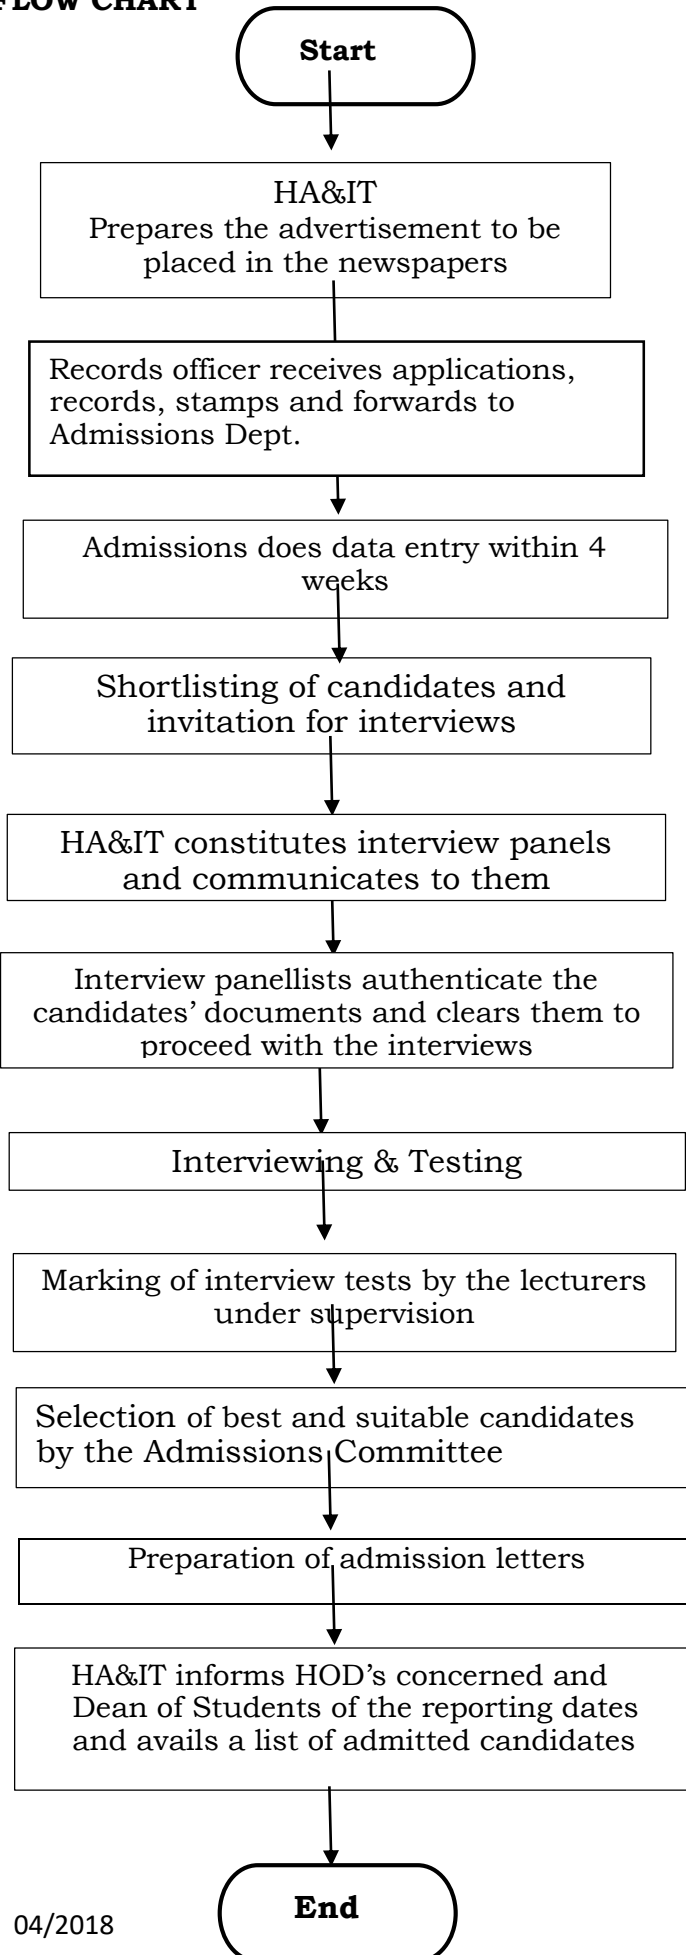 FLOW CHART
Start
HA&IT
Prepares the advertisement to be
placed in the newspapers
Records officer receives applications,
records, stamps and forwards to
Admissions Dept.
Admissions does data entry within 4
weeks
Shortlisting of candidates and
invitation for interviews
HA&IT constitutes interview panels
and communicates to them
Interview panellists authenticate the
candidates’ documents and clears them to
proceed with the interviews
Interviewing & Testing
Marking of interview tests by the lecturers
under supervision
Selection of best and suitable candidates
by the Admissions Committee
Preparation of admission letters
HA&IT informs HOD’s concerned and
Dean of Students of the reporting dates
and avails a list of admitted candidates
End
04/2018